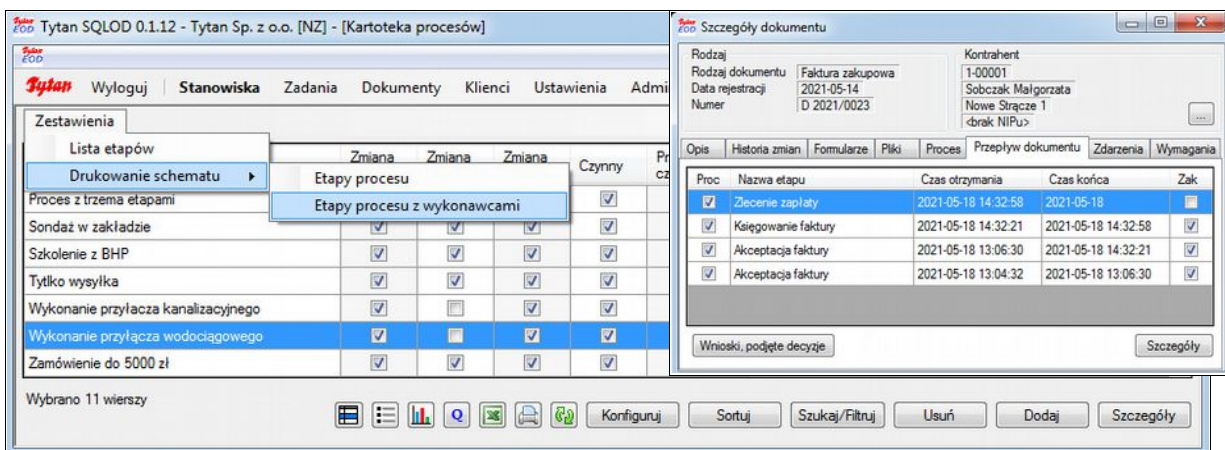 Tytan EOD Tytan SQLOD 0.1.12 - Tytan Sp. z o.o. [NZ] - [Kartoteka procesów]
Tytan EOD
Tytan Wyloguj Stanowiska Zadania Dokumenty Klienci Ustawienia Admi
Zestawienia
Lista etapów
Drukowanie schematu
Etapy procesu
Etapy procesu z wykonawcami
Zmiana Zmiana Zmiana Czynny
Proces z trzema etapami
Sondaż w zakładzie
Szkolenie z BHP
Tytlko wysyłka
Wykonanie przyłacza kanalizacyjnego
Wykonanie przyłącza wodociągowego
Zamówienie do 5000 zł
Wybrano 11 wierszy
Q Konfiguruj Sortuj Szukaj/Filtruj Usuń Dodaj Szczegóły
Tytan EOD Szczegóły dokumentu
Rodzaj
Rodzaj dokumentu Faktura zakupowa
Data rejestracji 2021-05-14
Numer D 2021/0023
Kontrahent
1-00001
Sobczak Małgorzata
Nowe Strącze 1
<brak NIPu>
...
Opis Historia zmian Formularze Pliki Proces Przepływ dokumentu Zdarzenia Wymagania
Proc Nazwa etapu Czas otrzymania Czas końca Zak
Zlecenie zapłaty 2021-05-18 14:32:58 2021-05-18
Księgowanie faktury 2021-05-18 14:32:21 2021-05-18 14:32:58
Akceptacja faktury 2021-05-18 13:06:30 2021-05-18 14:32:21
Akceptacja faktury 2021-05-18 13:04:32 2021-05-18 13:06:30
Wnioski, podjęte decyzje Szczegóły